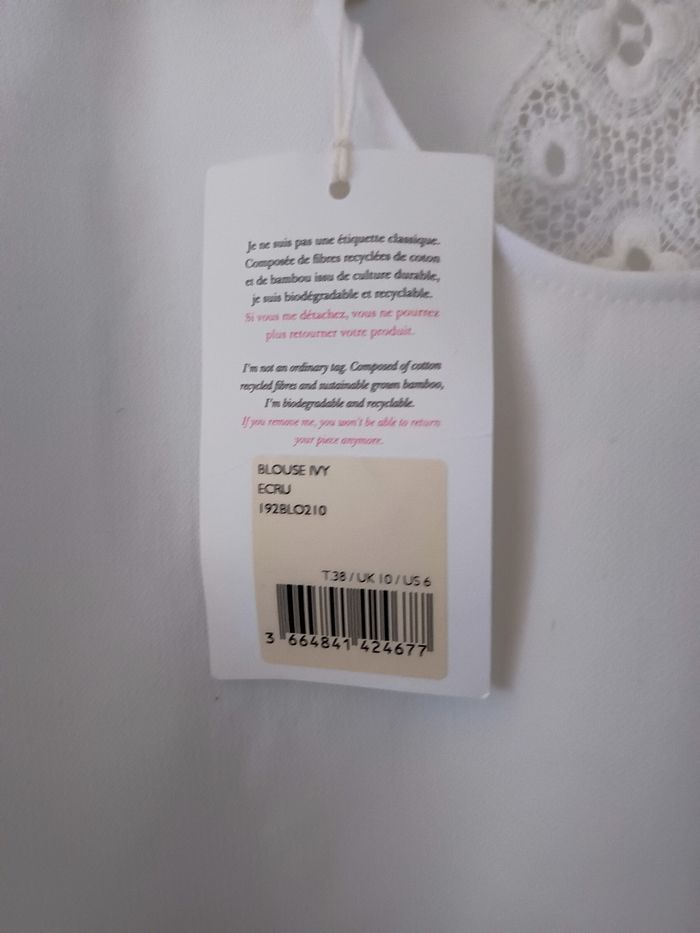 Je ne suis pas une étiquette classique.
Composée de fibres recyclées de coton
et de bambou issu de culture durable,
je suis biodégradable et recyclable.
Si vous me détachez, vous ne pourrez
plus retourner votre produit.
I'm not an ordinary tag. Composed of cotton
recycled fibres and sustainable grown bamboo,
I'm biodegradable and recyclable.
If you remove me, you won't be able to return
your piece anymore.
BLOUSE IVY
ECRU
192BLO210
T.38 / UK 10 / US 6
3 664841 424677